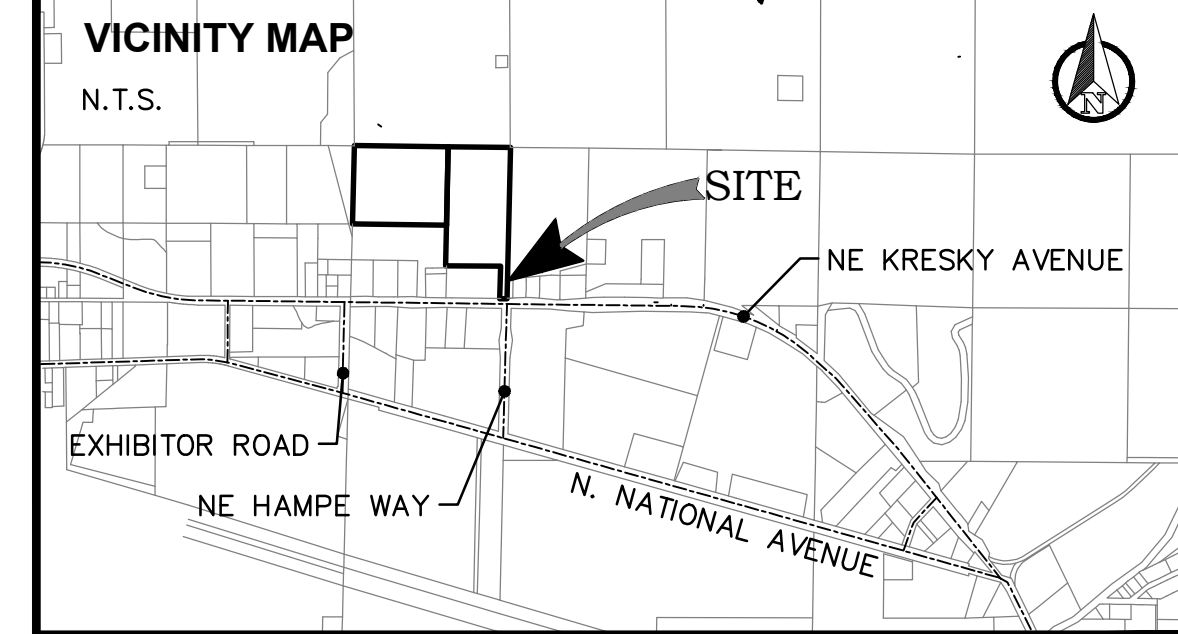 VICINITY MAP
N.T.S.
N
SITE
NE KRESKY AVENUE
EXHIBITOR ROAD
NE HAMPE WAY
N. NATIONAL AVENUE